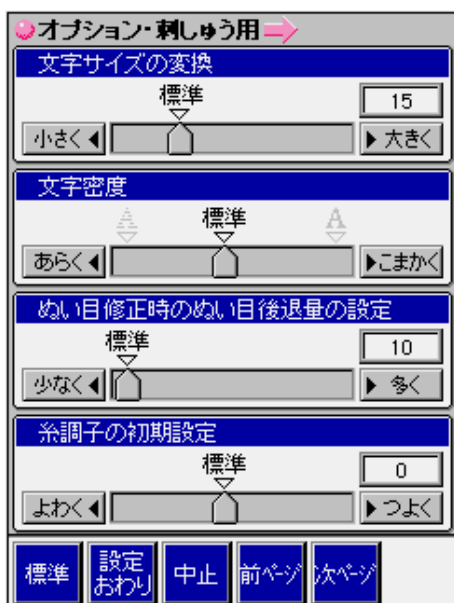 オプション・刺しゅう用
文字サイズの変換
標準
15
小さく
大きく
文字密度
A 標準 A
あらく
こまかく
ぬい目修正時のぬい目後退量の設定
標準
10
少なく
多く
糸調子の初期設定
標準
0
よわく
つよく
標準 設定おわり 中止 前ページ 次ページ